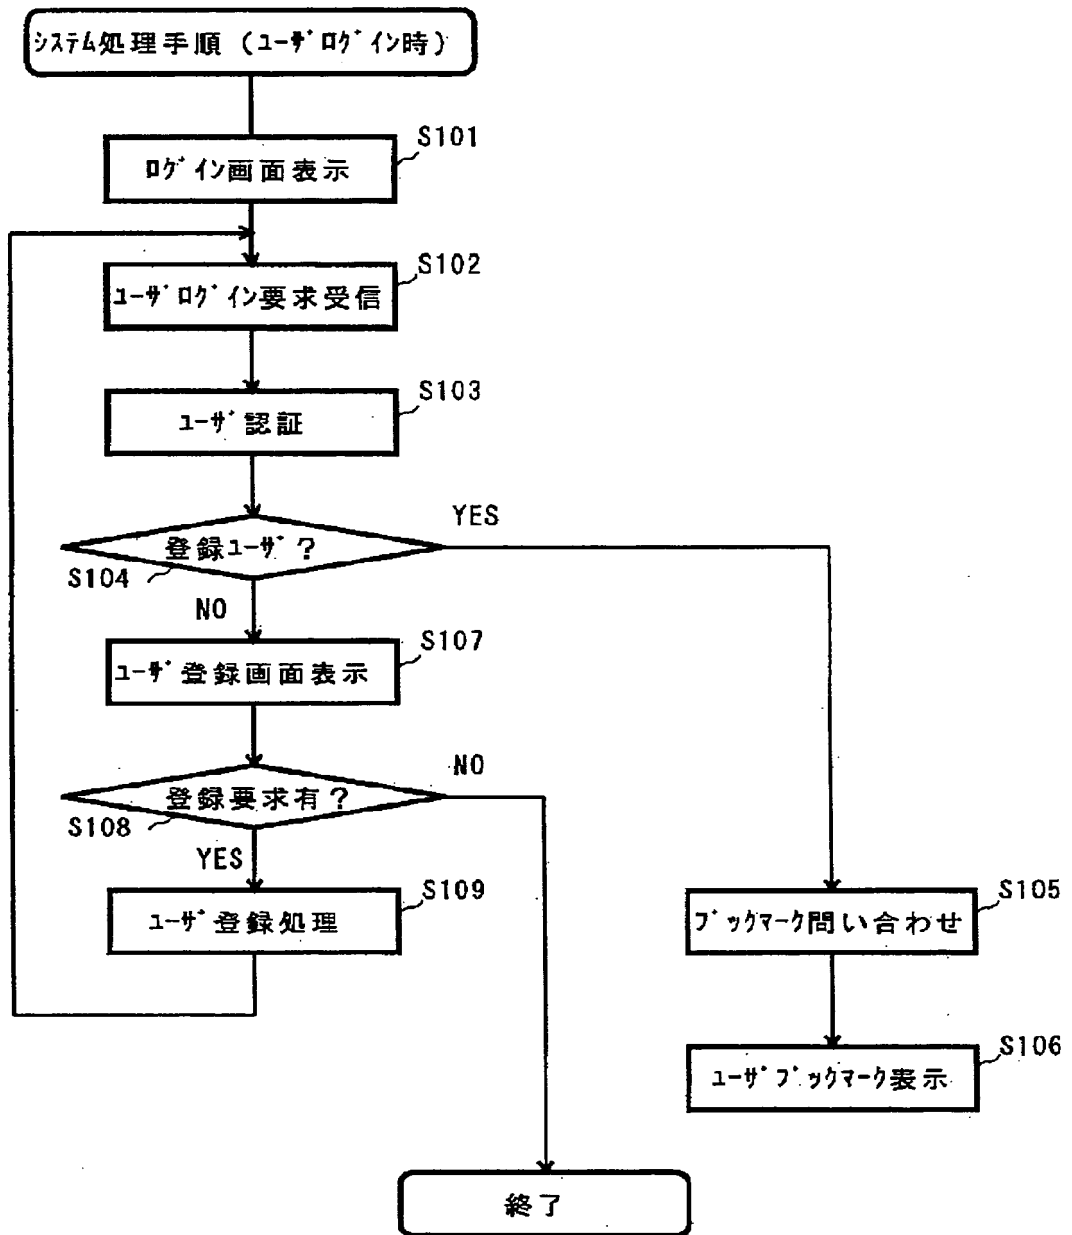 システム処理手順（ユーザログイン時）
S101
ログイン画面表示
S102
ユーザログイン要求受信
S103
ユーザ認証
YES
登録ユーザ？
S104
NO
S107
ユーザ登録画面表示
NO
登録要求有？
S108
YES
S109
ユーザ登録処理
S105
ブックマーク問い合わせ
S106
ユーザブックマーク表示
終了